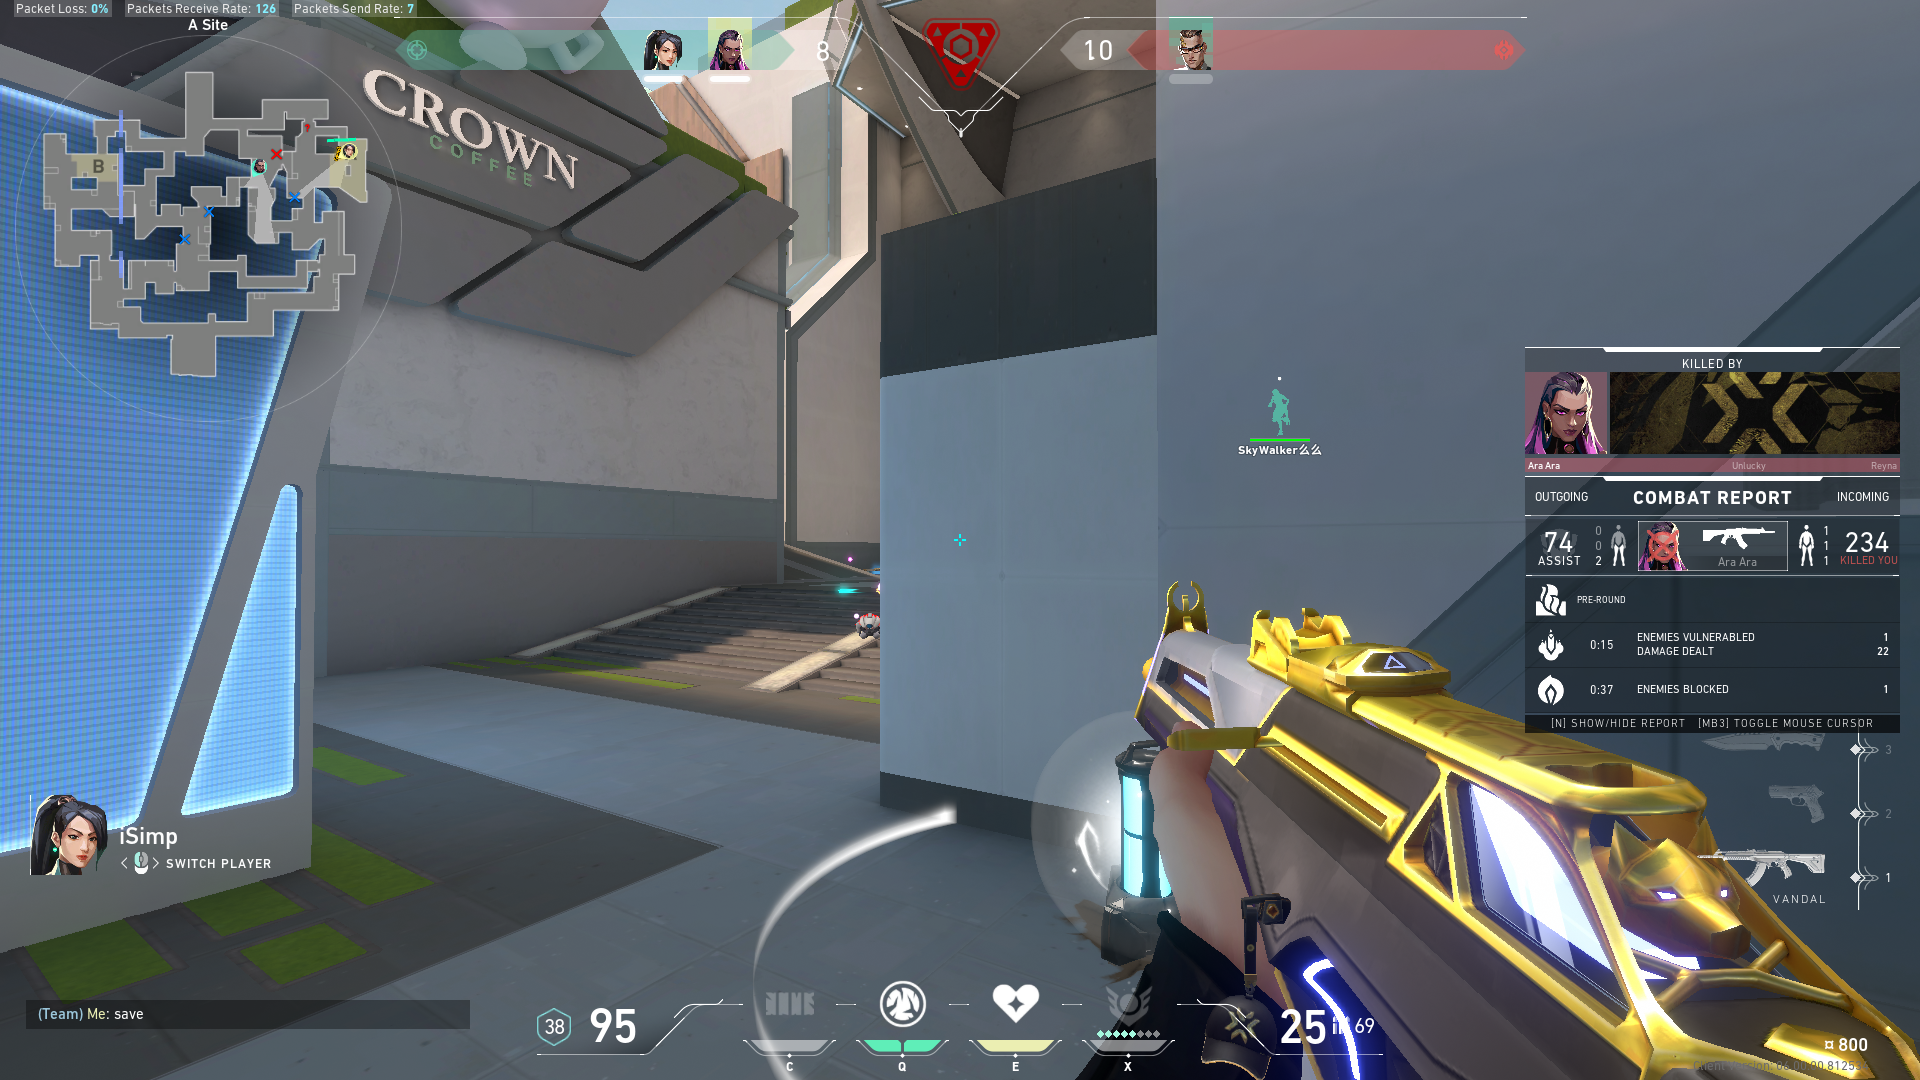 Packet Loss: 0% Packets Receive Rate: 126 Packets Send Rate: 7
A Site
8
10
CROWN
COFFEE
B
KILLED BY
Ara Ara Unlucky Reyna
OUTGOING COMBAT REPORT INCOMING
74 ASSIST
0
0
2
Ara Ara
1
1
1
234
KILLED YOU
PRE-ROUND
0:15 ENEMIES VULNERABLED 1
DAMAGE DEALT 22
0:37 ENEMIES BLOCKED 1
[N] SHOW/HIDE REPORT [MB3] TOGGLE MOUSE CURSOR
SkyWalker
3
2
1
VANDAL
iSimp
< > SWITCH PLAYER
(Team) Me: save
38 95
C Q E X
25 69
¤ 800